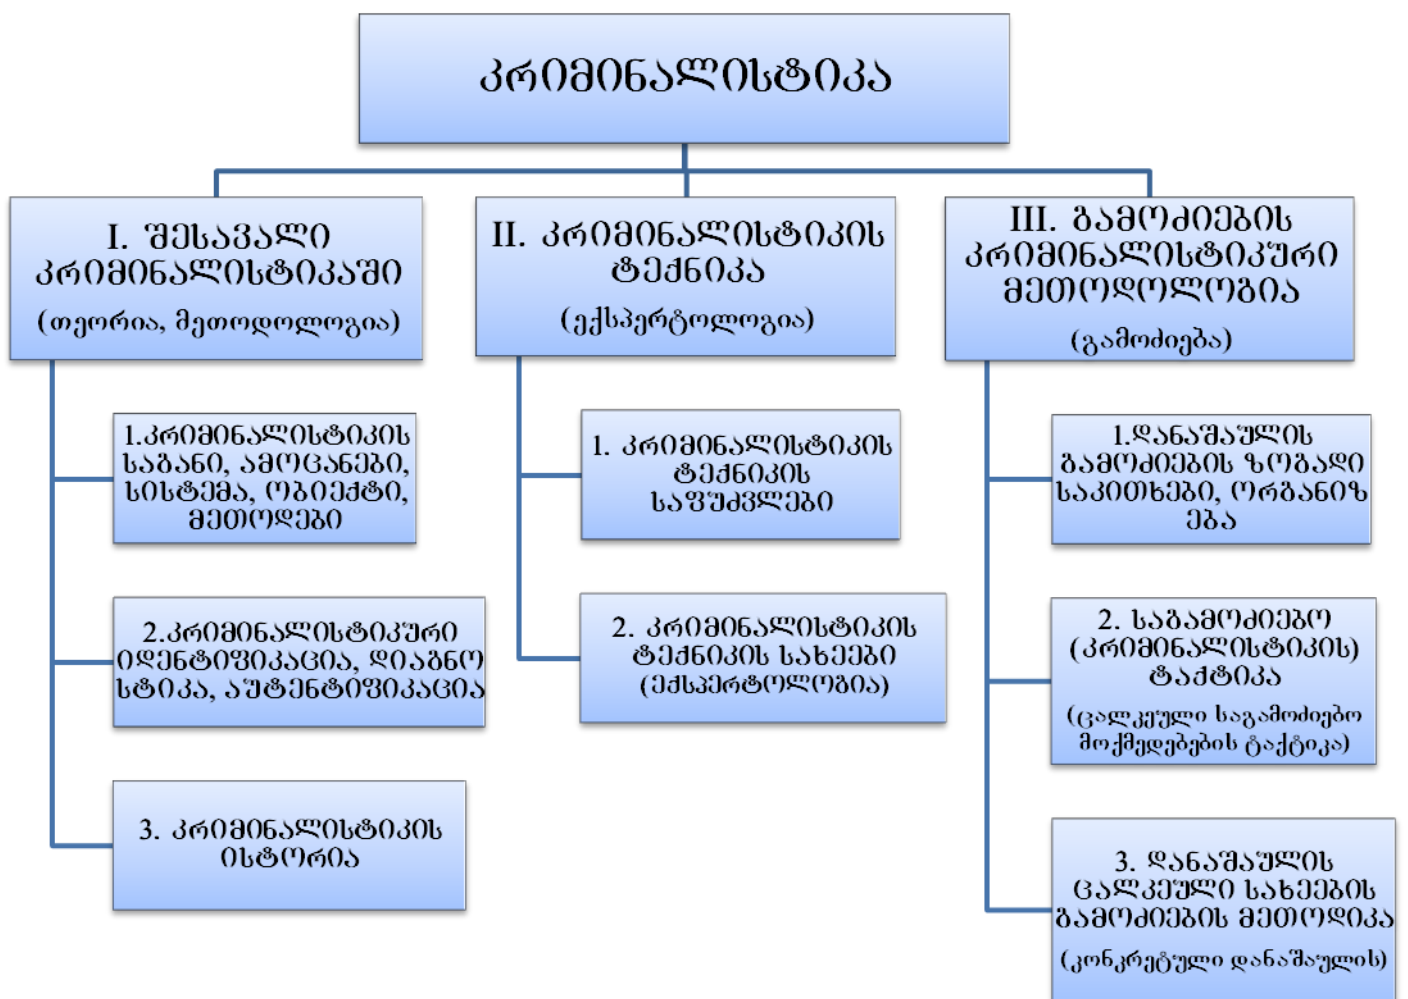 კრიმინალისტიკა
I. შესავალი
კრიმინალისტიკაში
(თეორია, მეთოდოლოგია)
1.კრიმინალისტიკის
საგანი, ამოცანები,
სისტემა, ობიექტი,
მეთოდები
2.კრიმინალისტიკური
იდენტიფიკაცია, დიაგნო
სტიკა, აუტენტიფიკაცია
3. კრიმინალისტიკის
ისტორია
II. კრიმინალისტიკის
ტექნიკა
(ექსპერტოლოგია)
1. კრიმინალისტიკის
ტექნიკის
საფუძვლები
2. კრიმინალისტიკის
ტექნიკის სახეები
(ექსპერტოლოგია)
III. გამოძიების
კრიმინალისტიკური
მეთოდოლოგია
(გამოძიება)
1.დანაშაულის
გამოძიების ზოგადი
საკითხები, ორგანიზ
ება
2. საგამოძიებო
(კრიმინალისტიკის)
ტაქტიკა
(ცალკეული საგამოძიებო
მოქმედებების ტაქტიკა)
3. დანაშაულის
ცალკეული სახეების
გამოძიების მეთოდიკა
(კონკრეტული დანაშაულის)